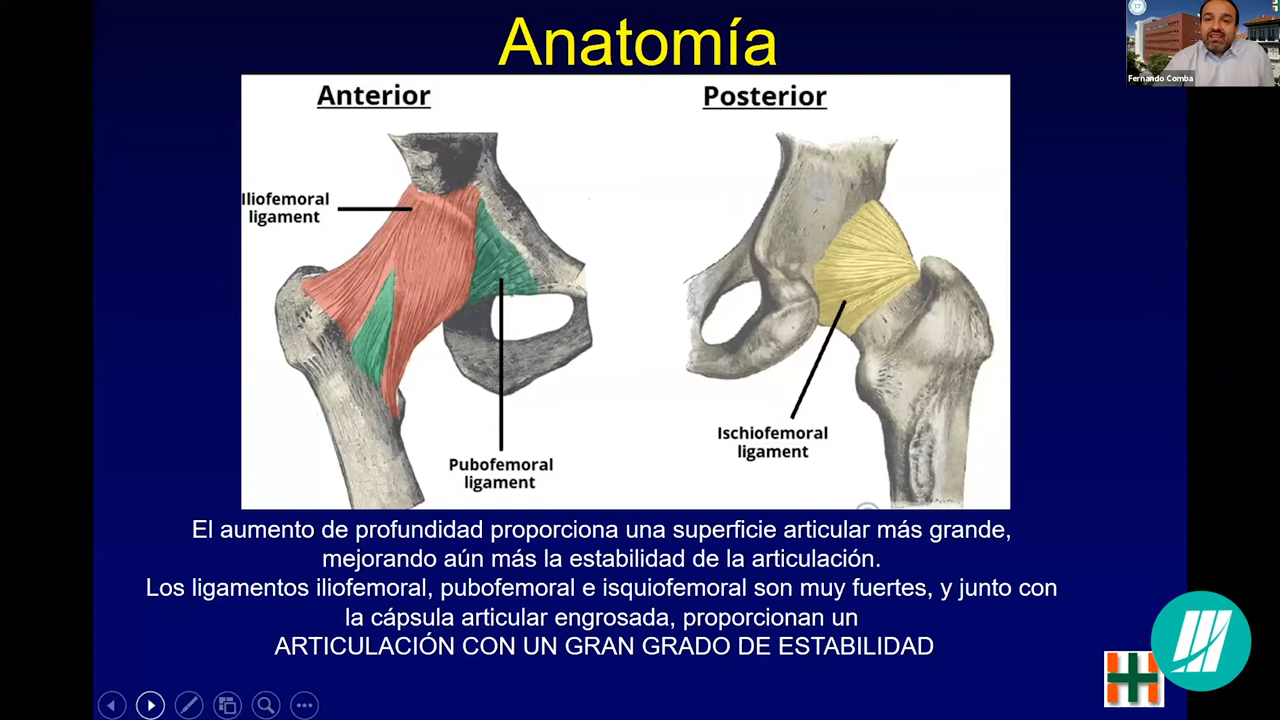 Anatomía
Fernando Comba
Anterior
Posterior
Iliofemoral
ligament
Pubofemoral
ligament
Ischiofemoral
ligament
El aumento de profundidad proporciona una superficie articular más grande,
mejorando aún más la estabilidad de la articulación.
Los ligamentos iliofemoral, pubofemoral e isquiofemoral son muy fuertes, y junto con
la cápsula articular engrosada, proporcionan un
ARTICULACIÓN CON UN GRAN GRADO DE ESTABILIDAD